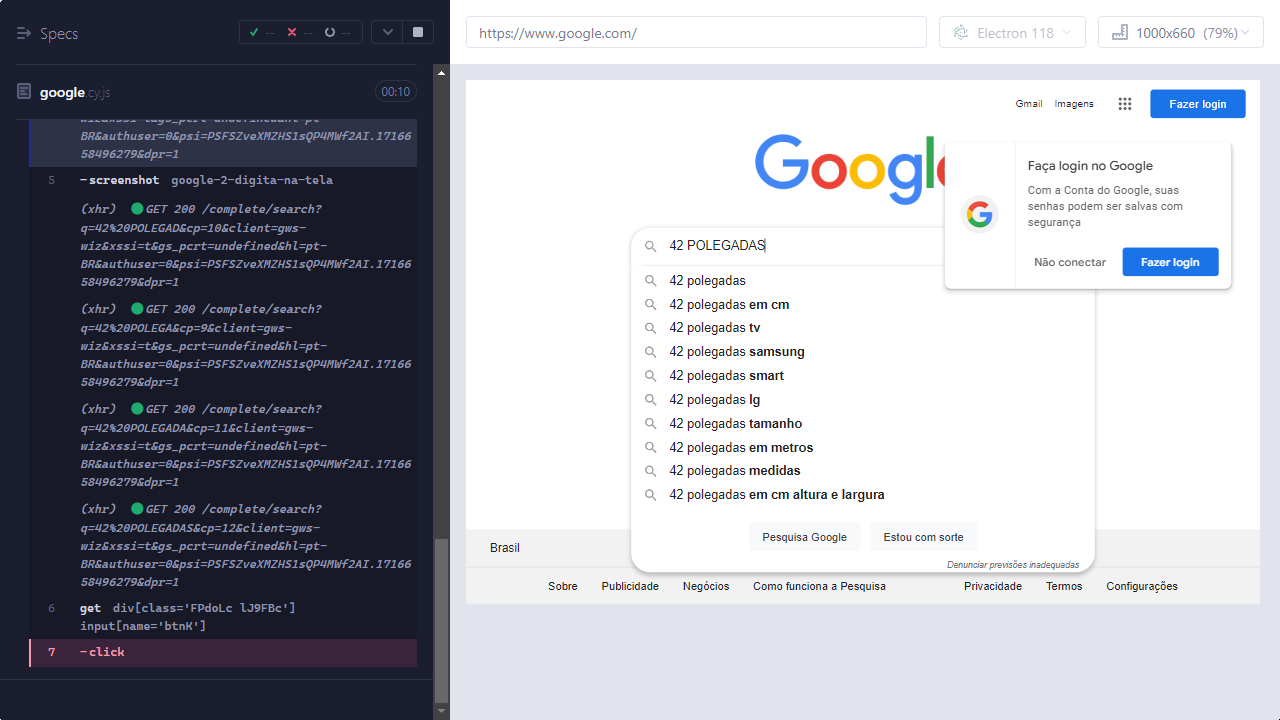 Specs
--
--
--
https://www.google.com/
Electron 118
1000x660 (79%)
google.cy.js
00:10
BR&authuser=0&psi=PSFSZveXMZHS1sQP4MWf2AI.17166
58496279&dpr=1
5 -screenshot google-2-digita-na-tela
(xhr) GET 200 /complete/search?
q=42%20POLEGAD&cp=10&client=gws-
wiz&xssi=t&gs_pcrt=undefined&hl=pt-
BR&authuser=0&psi=PSFSZveXMZHS1sQP4MWf2AI.17166
58496279&dpr=1
(xhr) GET 200 /complete/search?
q=42%20POLEGA&cp=9&client=gws-
wiz&xssi=t&gs_pcrt=undefined&hl=pt-
BR&authuser=0&psi=PSFSZveXMZHS1sQP4MWf2AI.17166
58496279&dpr=1
(xhr) GET 200 /complete/search?
q=42%20POLEGADA&cp=11&client=gws-
wiz&xssi=t&gs_pcrt=undefined&hl=pt-
BR&authuser=0&psi=PSFSZveXMZHS1sQP4MWf2AI.17166
58496279&dpr=1
(xhr) GET 200 /complete/search?
q=42%20POLEGADAS&cp=12&client=gws-
wiz&xssi=t&gs_pcrt=undefined&hl=pt-
BR&authuser=0&psi=PSFSZveXMZHS1sQP4MWf2AI.17166
58496279&dpr=1
6 get div[class='FPdoLc lJ9FBc']
input[name='btnK']
7 -click
Gmail Imagens Fazer login
Google
Faça login no Google
Com a Conta do Google, suas
senhas podem ser salvas com
segurança
Não conectar Fazer login
42 POLEGADAS
42 polegadas
42 polegadas em cm
42 polegadas tv
42 polegadas samsung
42 polegadas smart
42 polegadas lg
42 polegadas tamanho
42 polegadas em metros
42 polegadas medidas
42 polegadas em cm altura e largura
Pesquisa Google Estou com sorte
Denunciar previsões inadequadas
Brasil
Sobre Publicidade Negócios Como funciona a Pesquisa Privacidade Termos Configurações